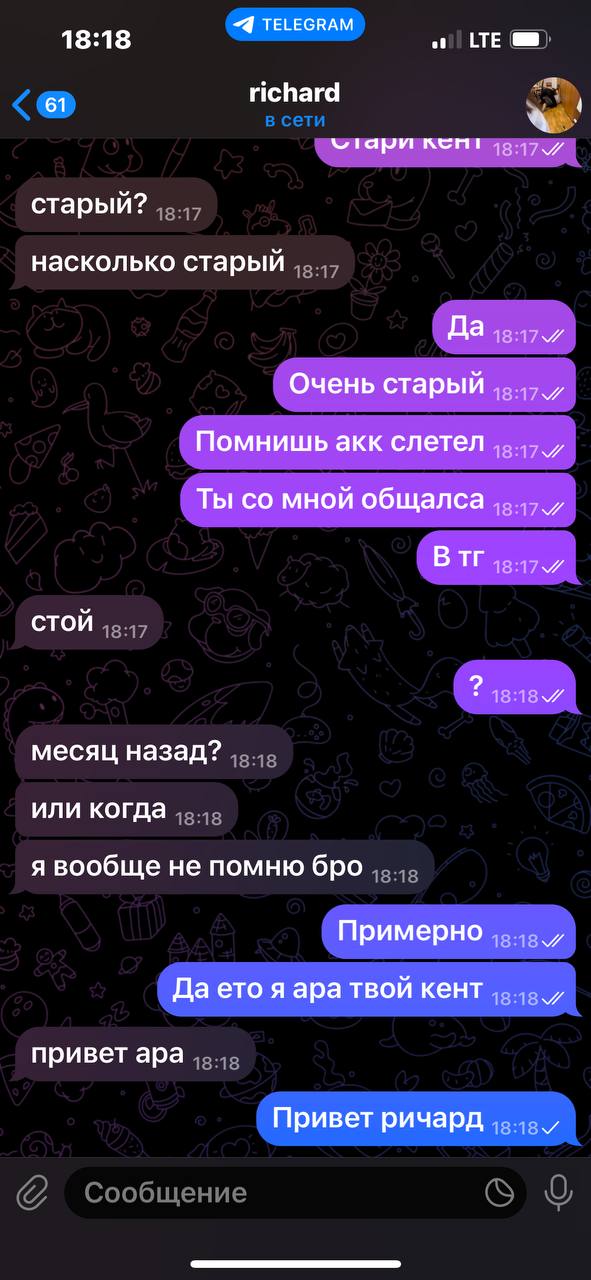 18:18
TELEGRAM
LTE
61
richard
в сети
Стари кент 18:17
старый? 18:17
насколько старый 18:17
Да 18:17
Очень старый 18:17
Помнишь акк слетел 18:17
Ты со мной общалса 18:17
В тг 18:17
стой 18:17
? 18:18
месяц назад? 18:18
или когда 18:18
я вообще не помню бро 18:18
Примерно 18:18
Да ето я ара твой кент 18:18
привет ара 18:18
Привет ричард 18:18
Сообщение